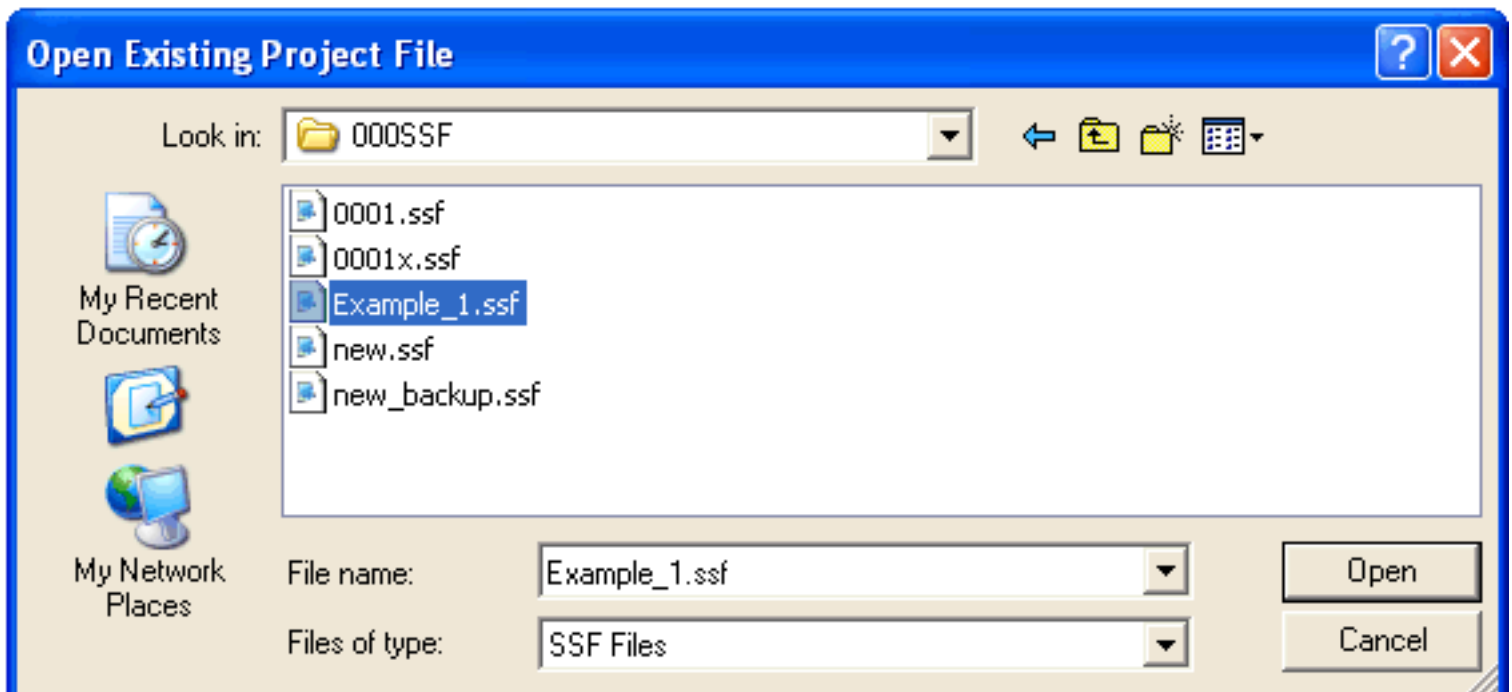 Open Existing Project File
Look in: 000SSF
0001.ssf
0001x.ssf
Example_1.ssf
new.ssf
new_backup.ssf
My Recent
Documents
My Network
Places
File name: Example_1.ssf Open
Files of type: SSF Files Cancel